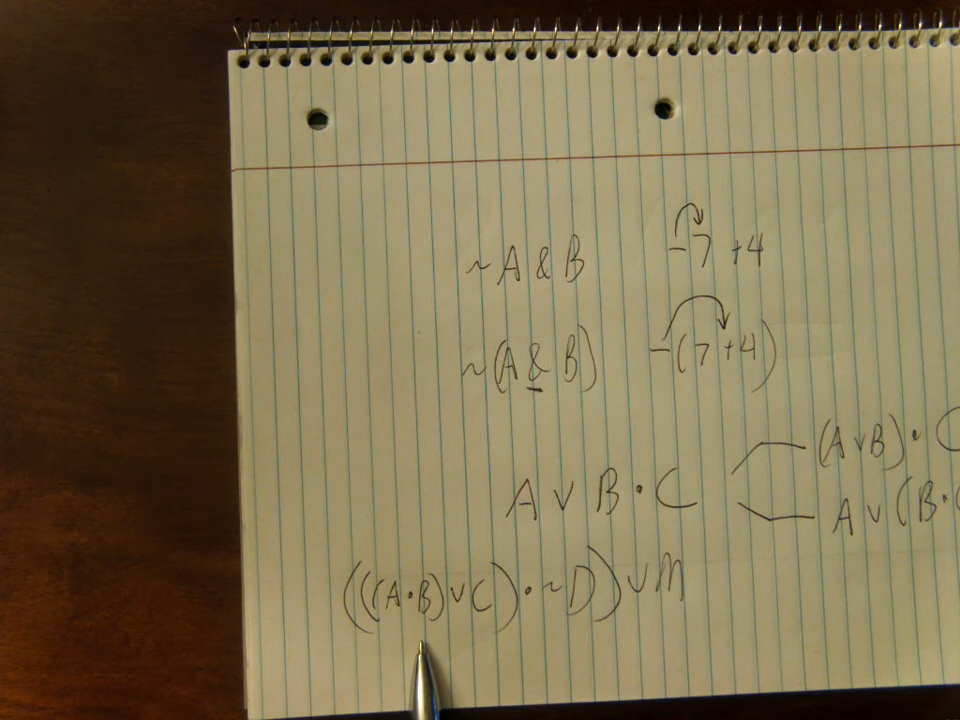 ~A & B −7 + 4
~(A & B) −(7+4)
(A∨B)•C
A∨B•C
A∨(B•C
(((A•B)∨C)•~D)∨M